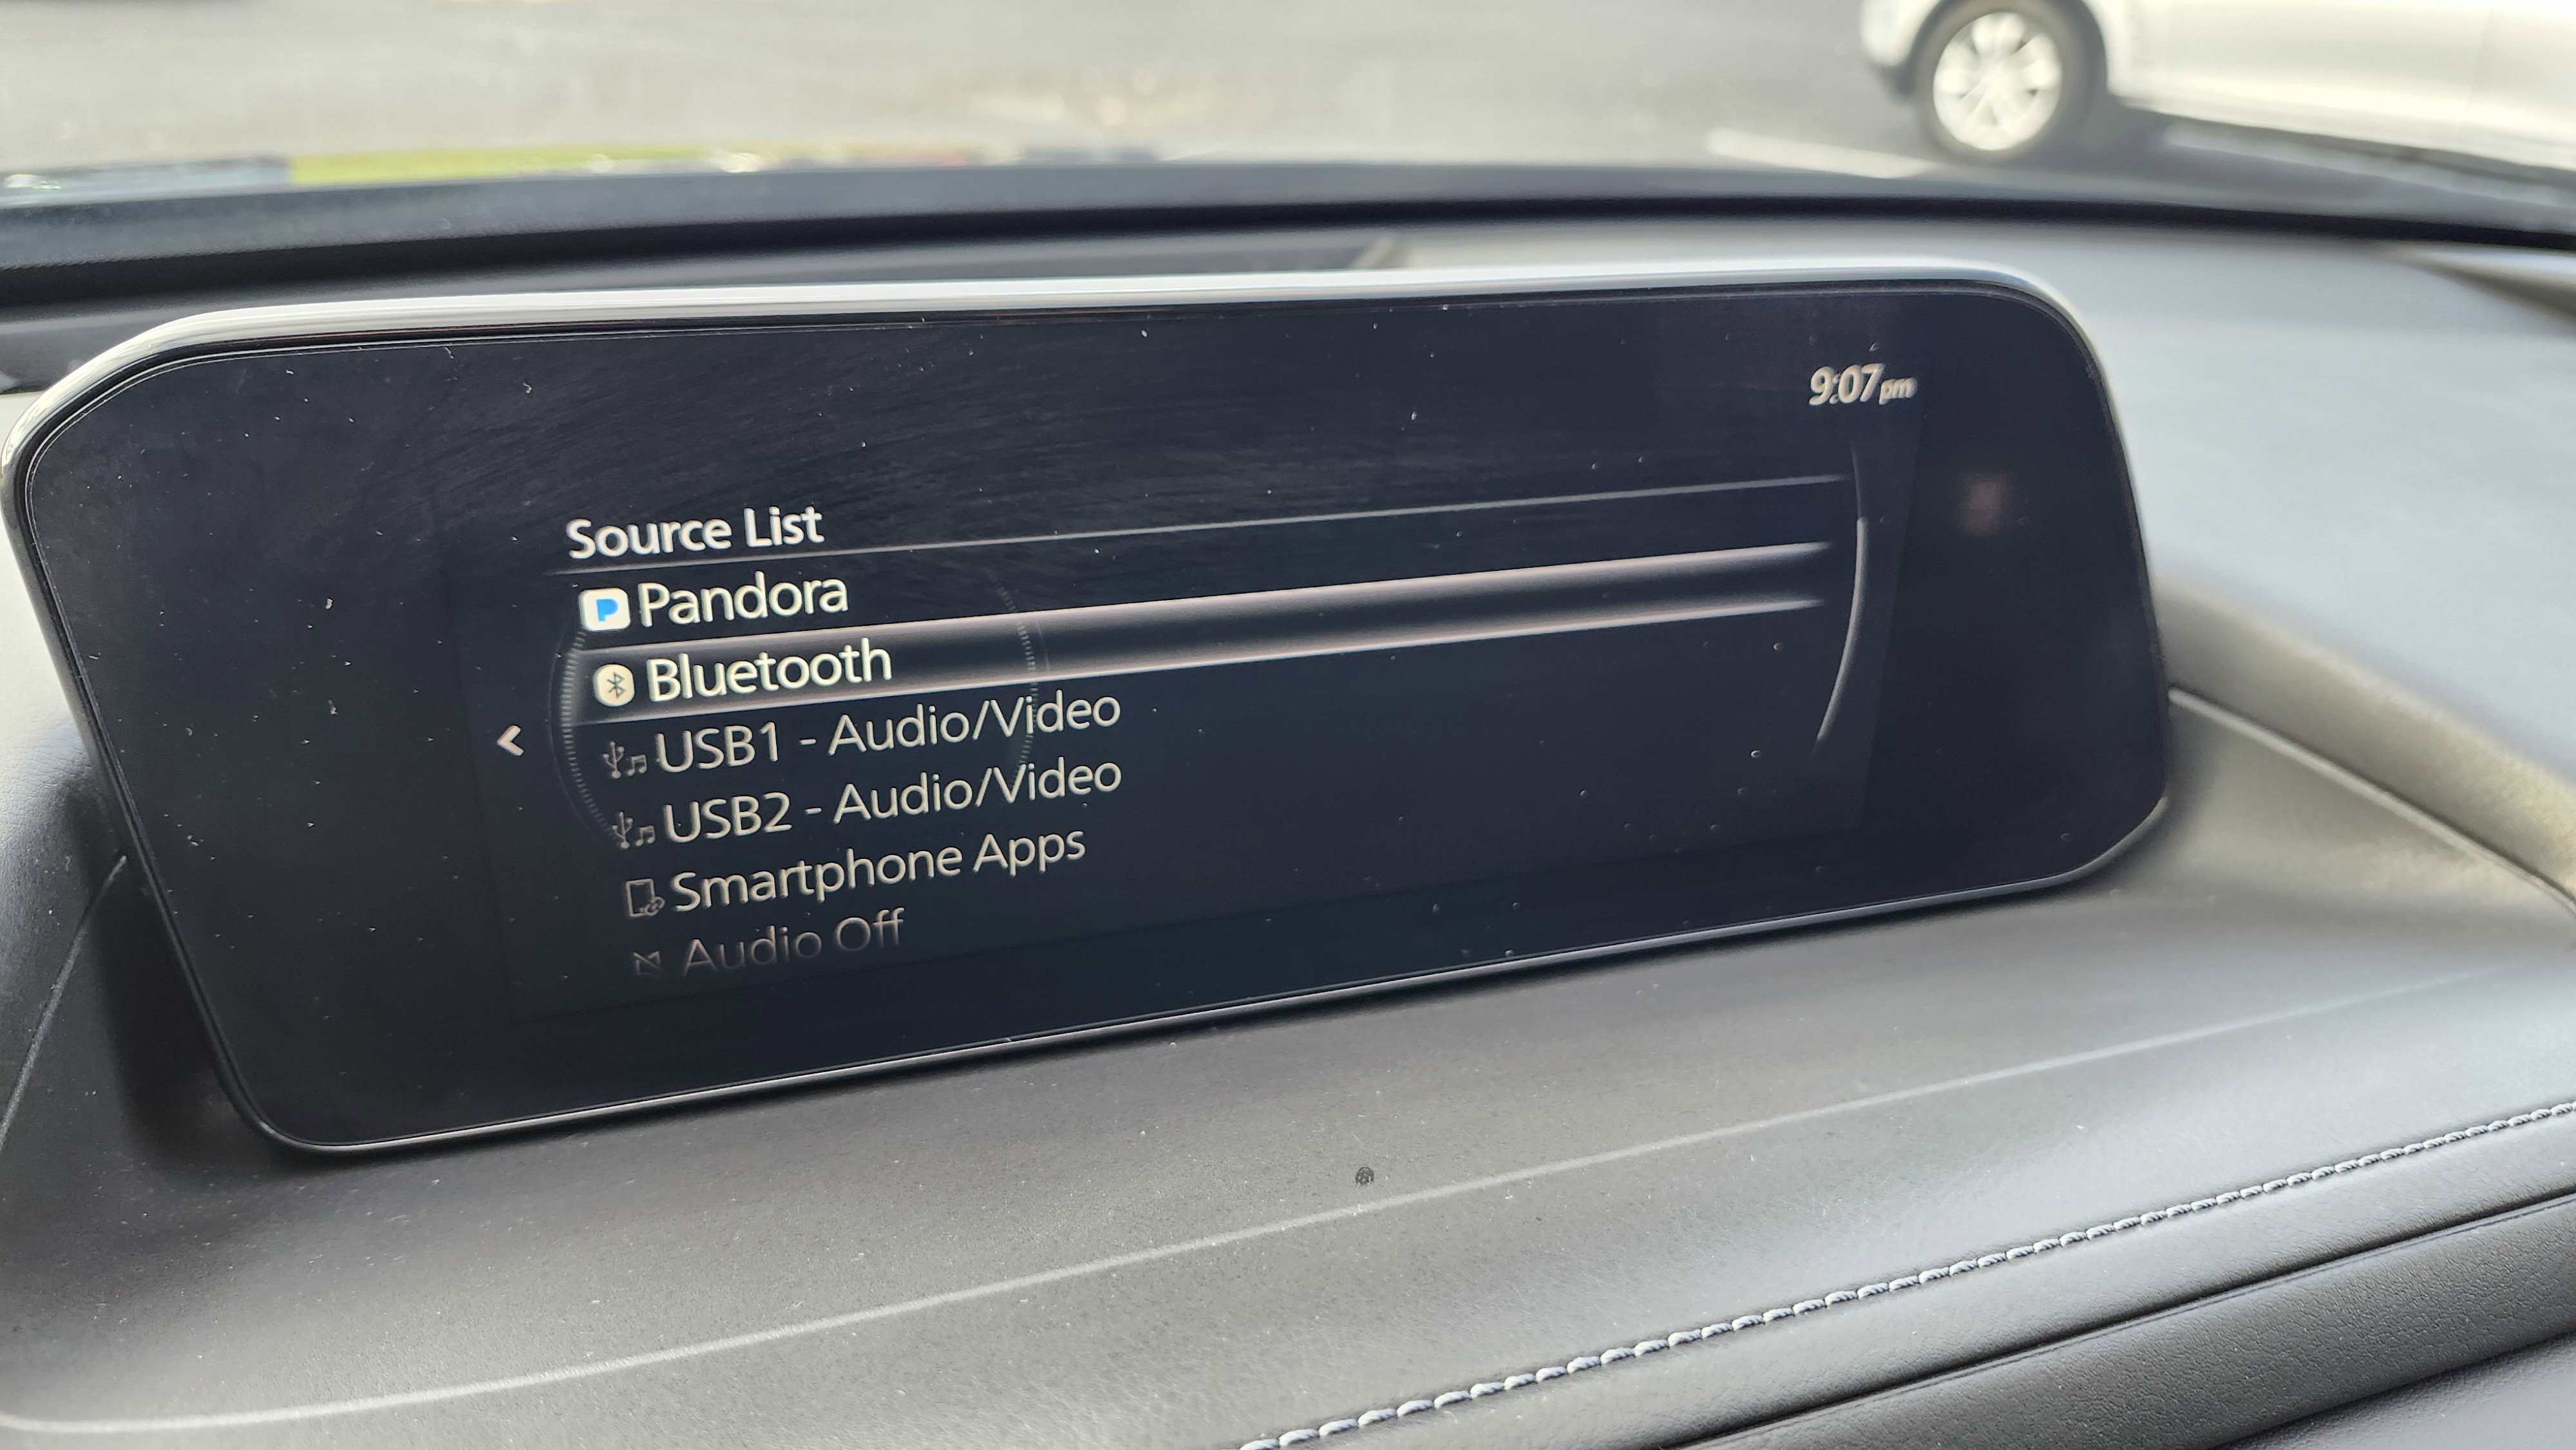 9:07pm
Source List
Pandora
Bluetooth
USB1 - Audio/Video
USB2 - Audio/Video
Smartphone Apps
Audio Off